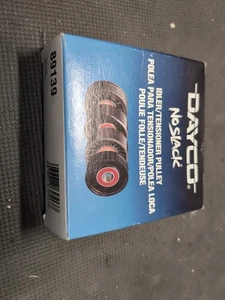 DAYCO
No SLACK
IDLER/TENSIONER PULLEY
POLEA PARA TENSIONADOR/POLEA LOCA
POULIE FOLLE/TENDEUSE
89139